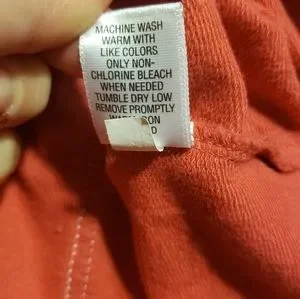 MACHINE WASH
WARM WITH
LIKE COLORS
ONLY NON-
CHLORINE BLEACH
WHEN NEEDED
TUMBLE DRY LOW
REMOVE PROMPTLY